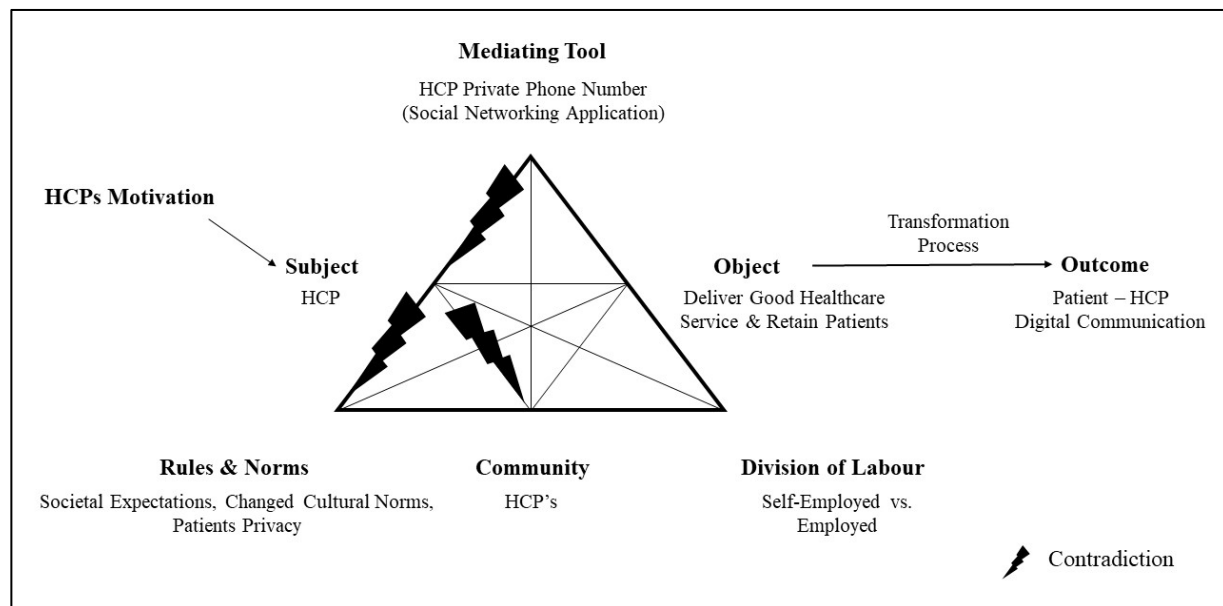 Mediating Tool
HCP Private Phone Number
(Social Networking Application)
HCPs Motivation
Subject
HCP
Object
Deliver Good Healthcare
Service & Retain Patients
Transformation
Process
Outcome
Patient – HCP
Digital Communication
Rules & Norms
Societal Expectations, Changed Cultural Norms,
Patients Privacy
Community
HCP's
Division of Labour
Self-Employed vs.
Employed
Contradiction